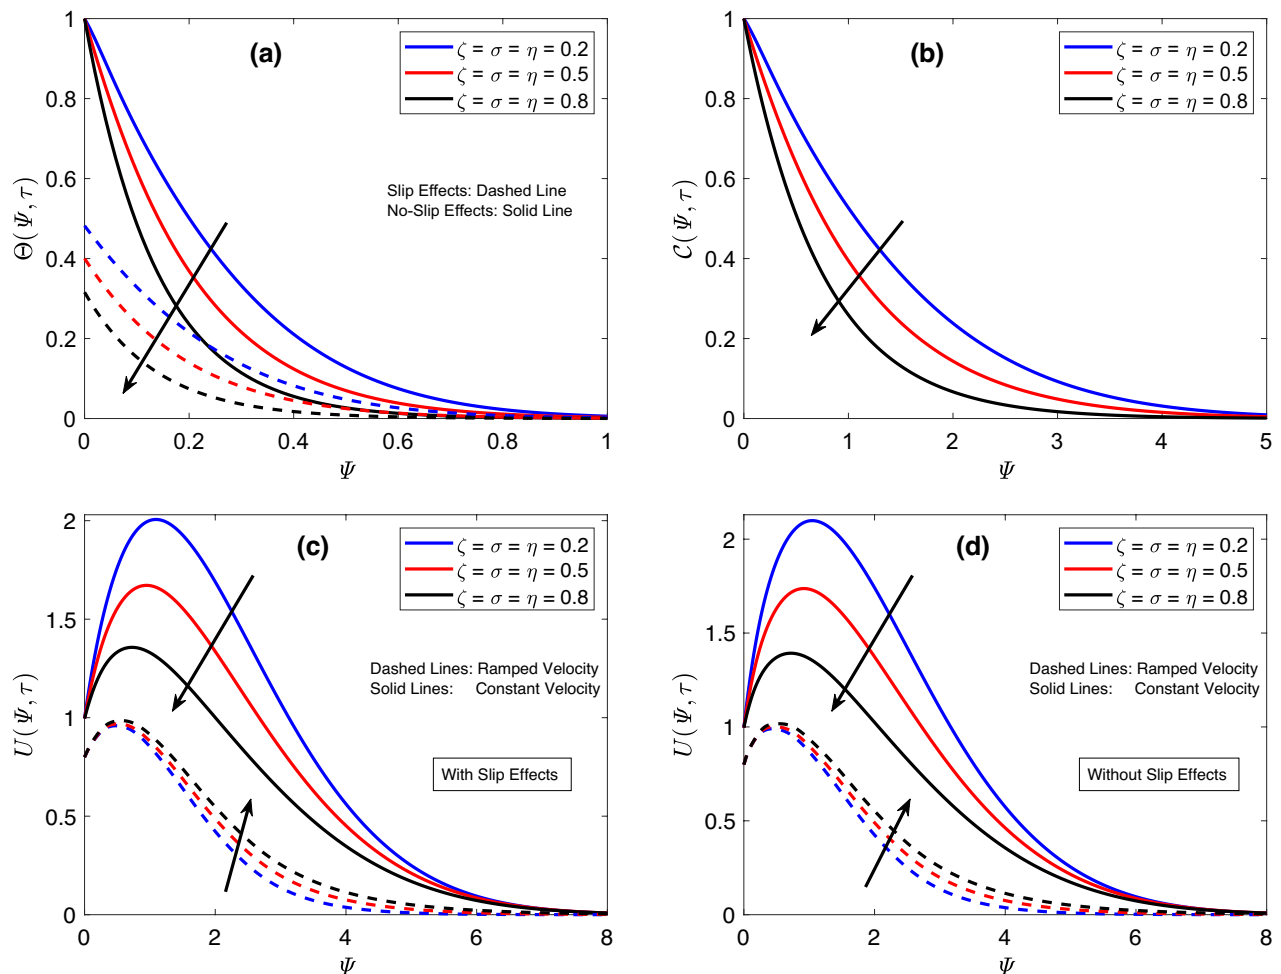 (a)
ζ = σ = η = 0.2
ζ = σ = η = 0.5
ζ = σ = η = 0.8
Slip Effects: Dashed Line
No-Slip Effects: Solid Line
Θ(Ψ, τ)
1
0.8
0.6
0.4
0.2
0
0 0.2 0.4 0.6 0.8 1
Ψ
(b)
ζ = σ = η = 0.2
ζ = σ = η = 0.5
ζ = σ = η = 0.8
C(Ψ, τ)
1
0.8
0.6
0.4
0.2
0
0 1 2 3 4 5
Ψ
(c)
ζ = σ = η = 0.2
ζ = σ = η = 0.5
ζ = σ = η = 0.8
Dashed Lines: Ramped Velocity
Solid Lines: Constant Velocity
With Slip Effects
U(Ψ, τ)
2
1.5
1
0.5
0
0 2 4 6 8
Ψ
(d)
ζ = σ = η = 0.2
ζ = σ = η = 0.5
ζ = σ = η = 0.8
Dashed Lines: Ramped Velocity
Solid Lines: Constant Velocity
Without Slip Effects
U(Ψ, τ)
2
1.5
1
0.5
0
0 2 4 6 8
Ψ